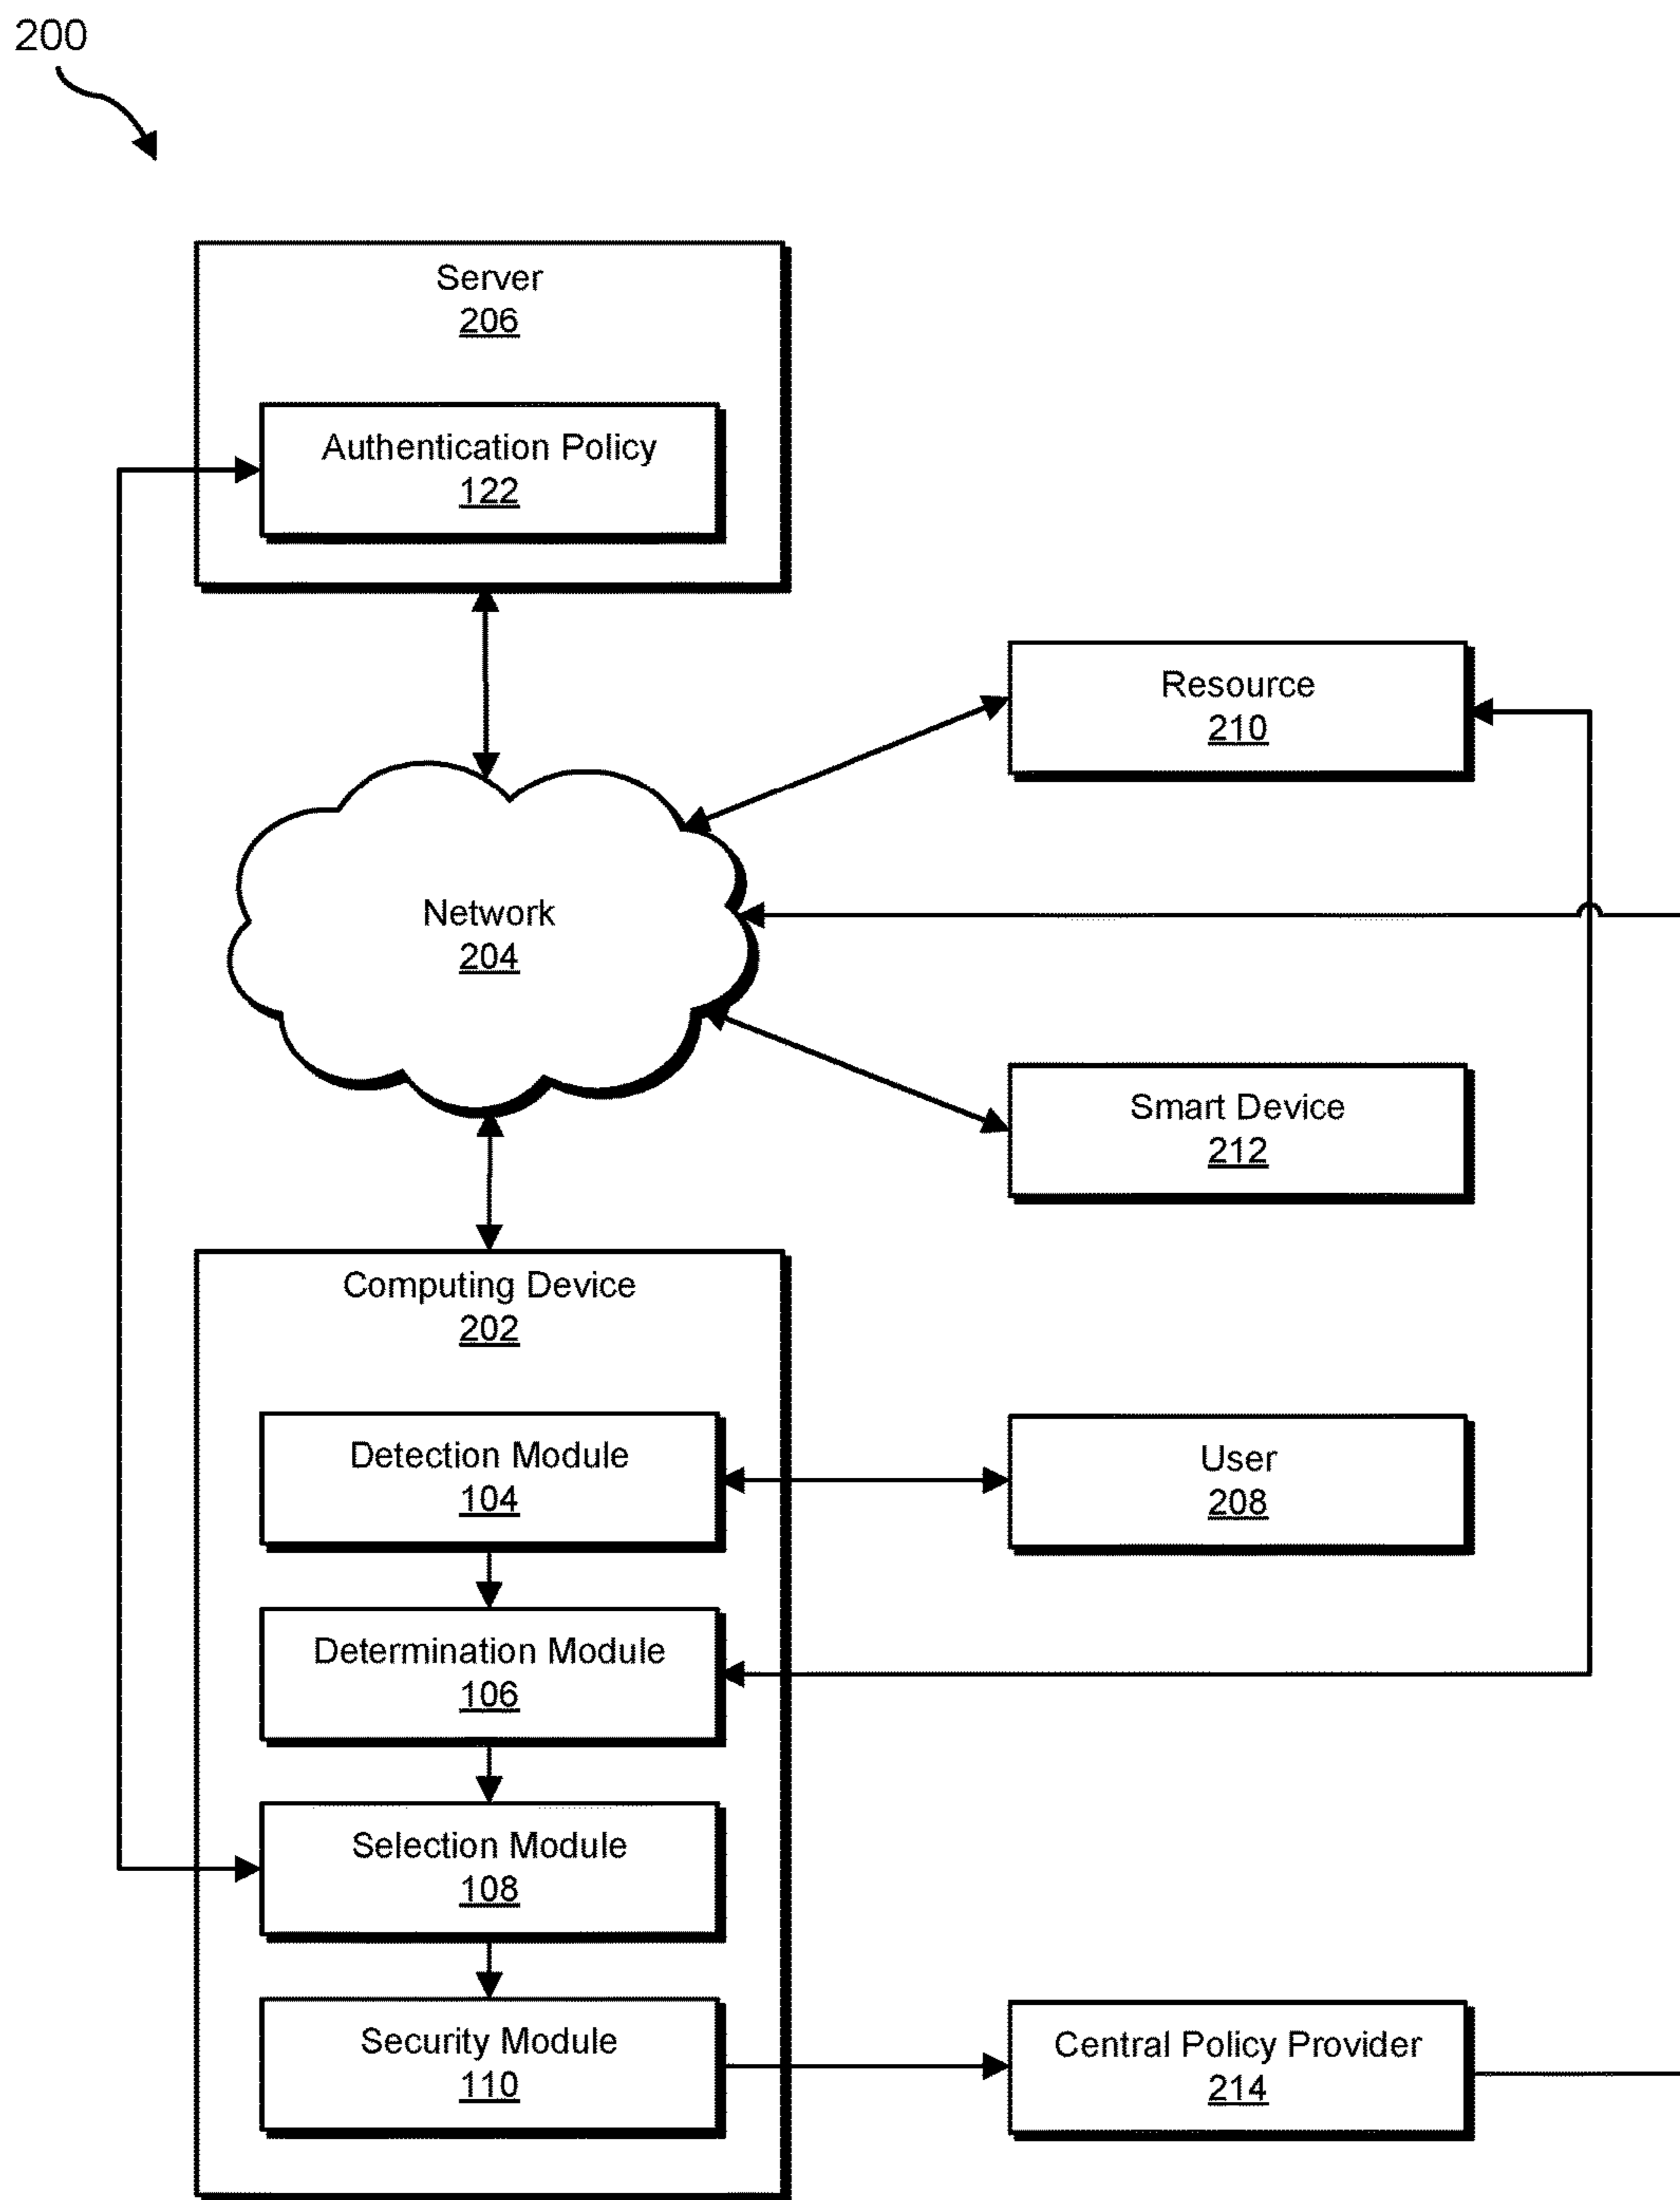 200
Server
206
Authentication Policy
122
Resource
210
Network
204
Smart Device
212
Computing Device
202
Detection Module
104
User
208
Determination Module
106
Selection Module
108
Security Module
110
Central Policy Provider
214